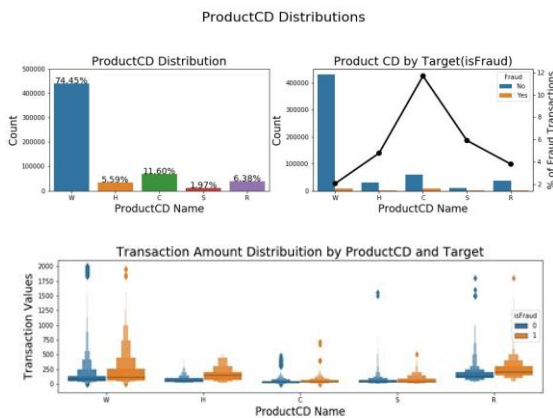 ProductCD Distributions
ProductCD Distribution
500000
400000
300000
200000
100000
0
Count
74.45%
5.59%
11.60%
1.97%
6.38%
W H C S R
ProductCD Name
Product CD by Target(isFraud)
400000
300000
200000
100000
0
Count
Fraud
No
Yes
12
10
8
6
4
2
% of Fraud Transactions
W H C S R
ProductCD Name
Transaction Amount Distribuition by ProductCD and Target
2000
1750
1500
1250
1000
750
500
250
0
Transaction Values
isFraud
0
1
W H C S R
ProductCD Name